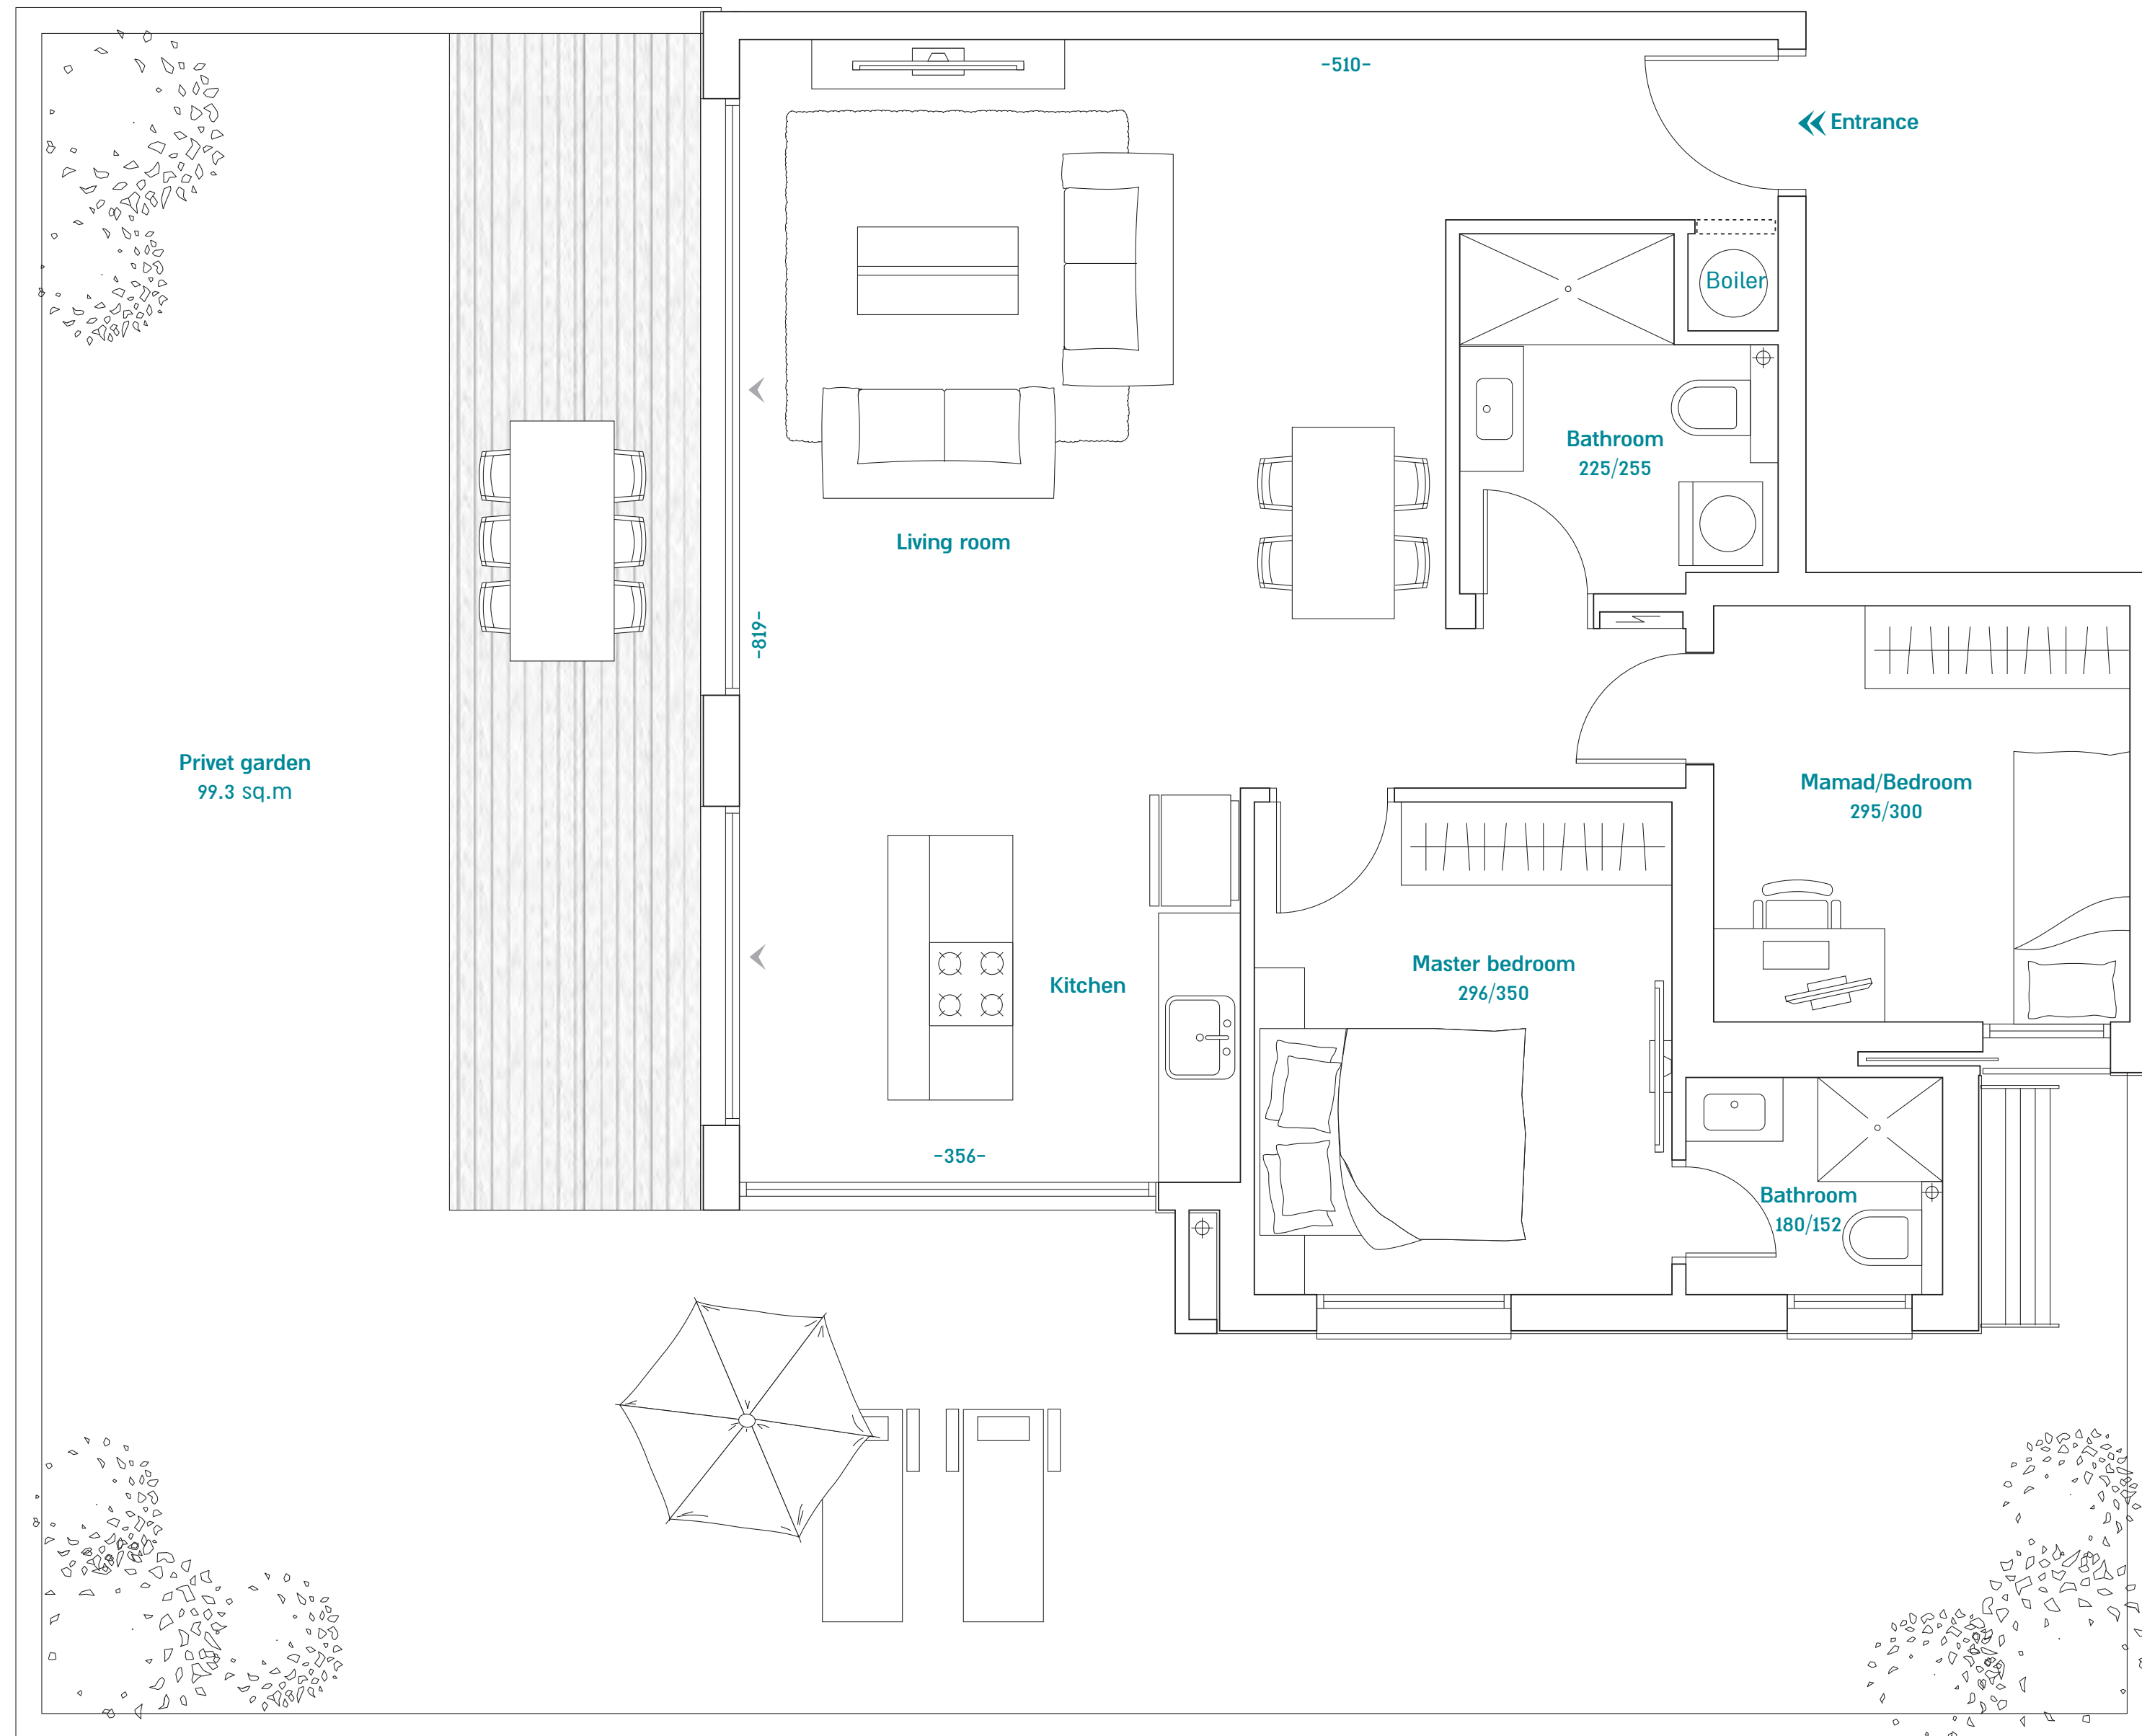 -510-
Entrance
Boiler
Bathroom
225/255
Living room
-819-
Privet garden
99.3 sq.m
Mamad/Bedroom
295/300
Master bedroom
296/350
Kitchen
-356-
Bathroom
180/152